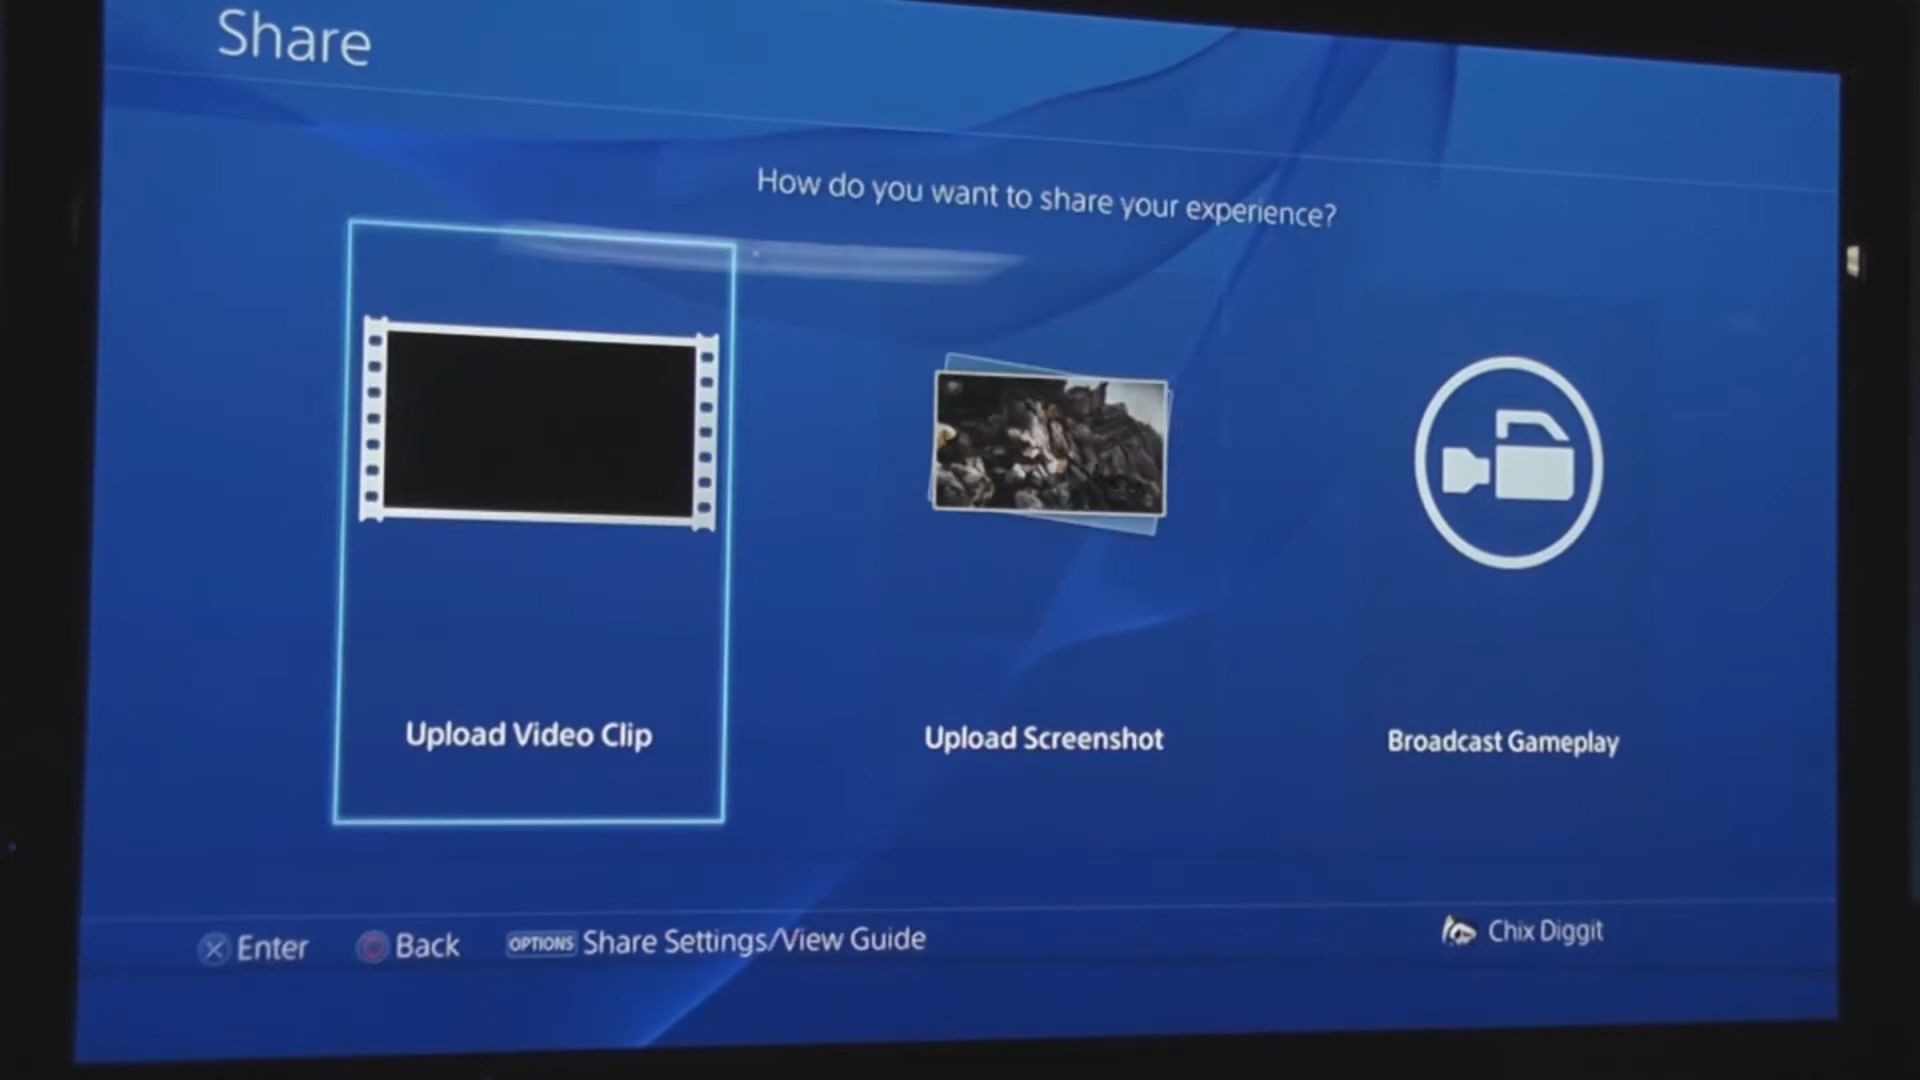 Share
How do you want to share your experience?
Upload Video Clip
Upload Screenshot
Broadcast Gameplay
Enter
Back
OPTIONS Share Settings/View Guide
Chix Diggit